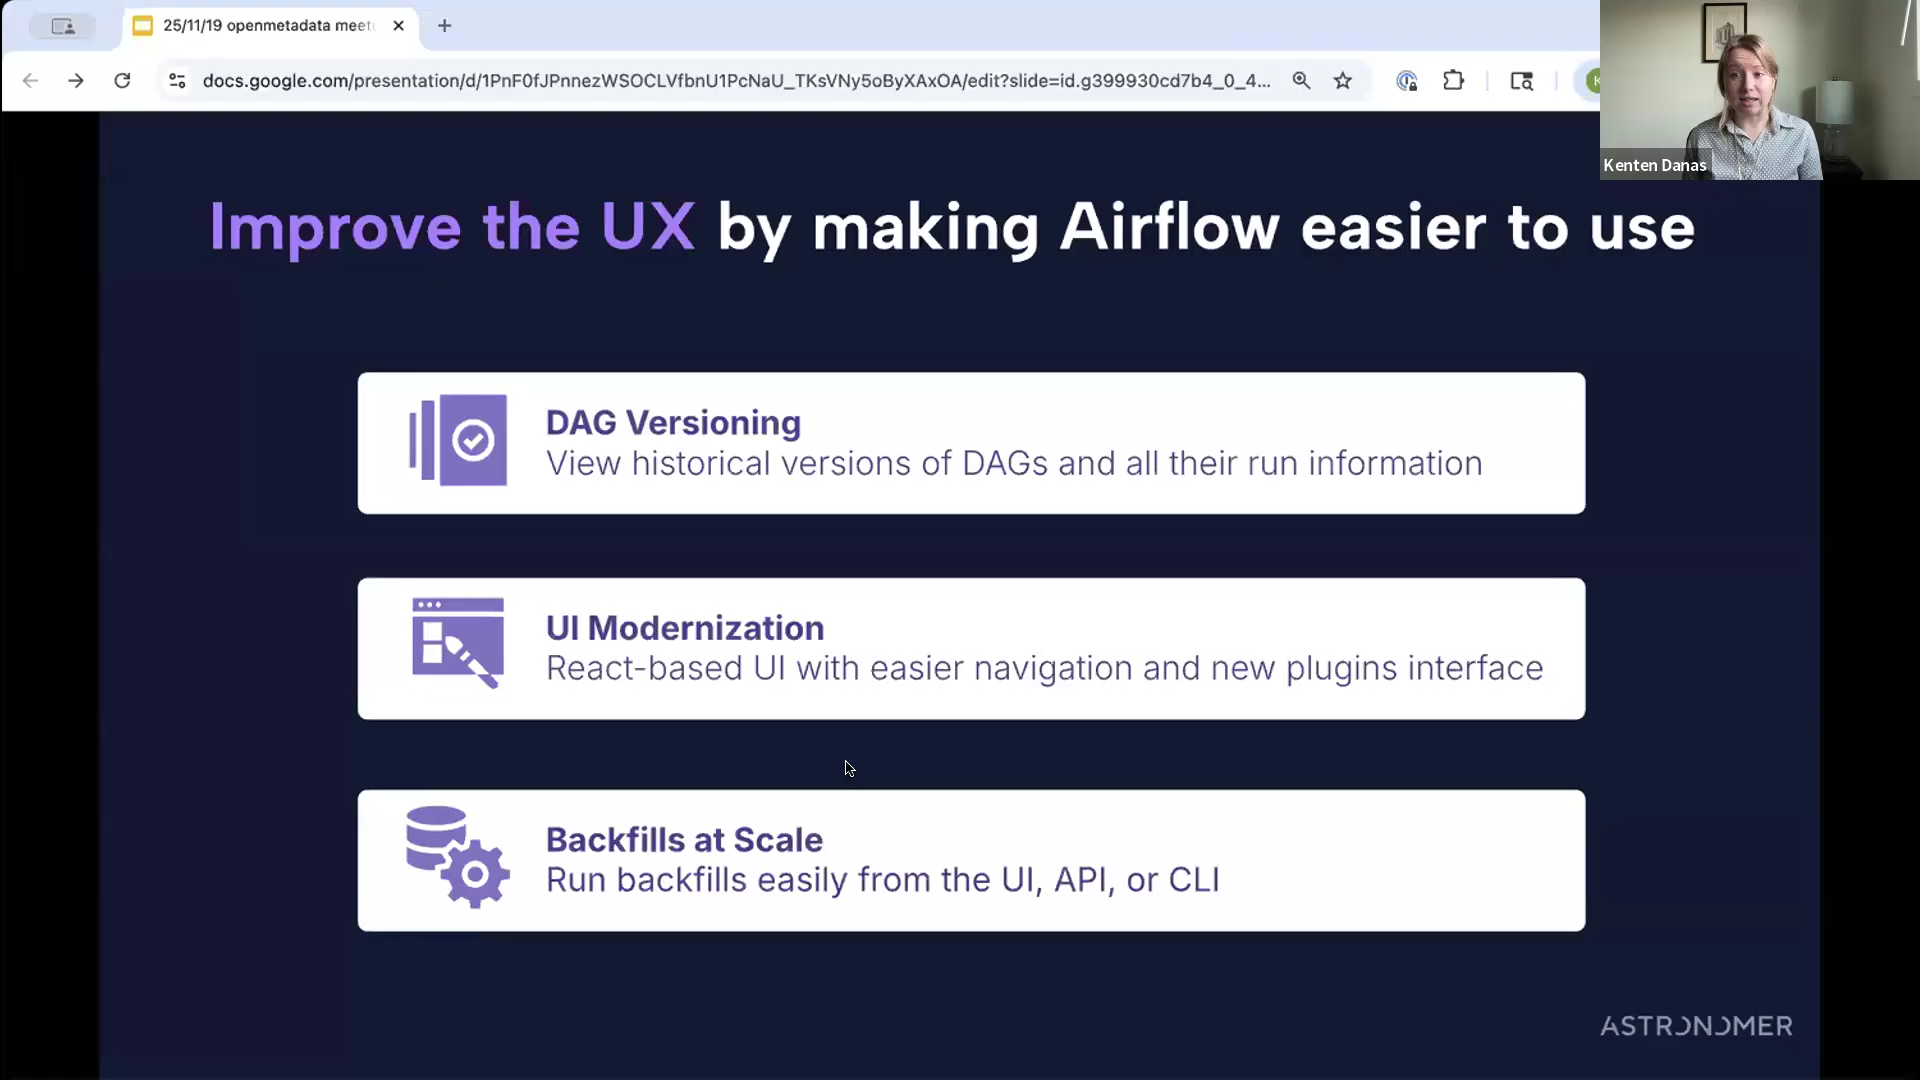 25/11/19 openmetadata meet
docs.google.com/presentation/d/1PnF0fJPnnezWSOCLVfbnU1PcNaU_TKsVNy5oByXAxOA/edit?slide=id.g399930cd7b4_0_4...
Kenten Danas
Improve the UX by making Airflow easier to use
DAG Versioning
View historical versions of DAGs and all their run information
UI Modernization
React-based UI with easier navigation and new plugins interface
Backfills at Scale
Run backfills easily from the UI, API, or CLI
ASTRONOMER